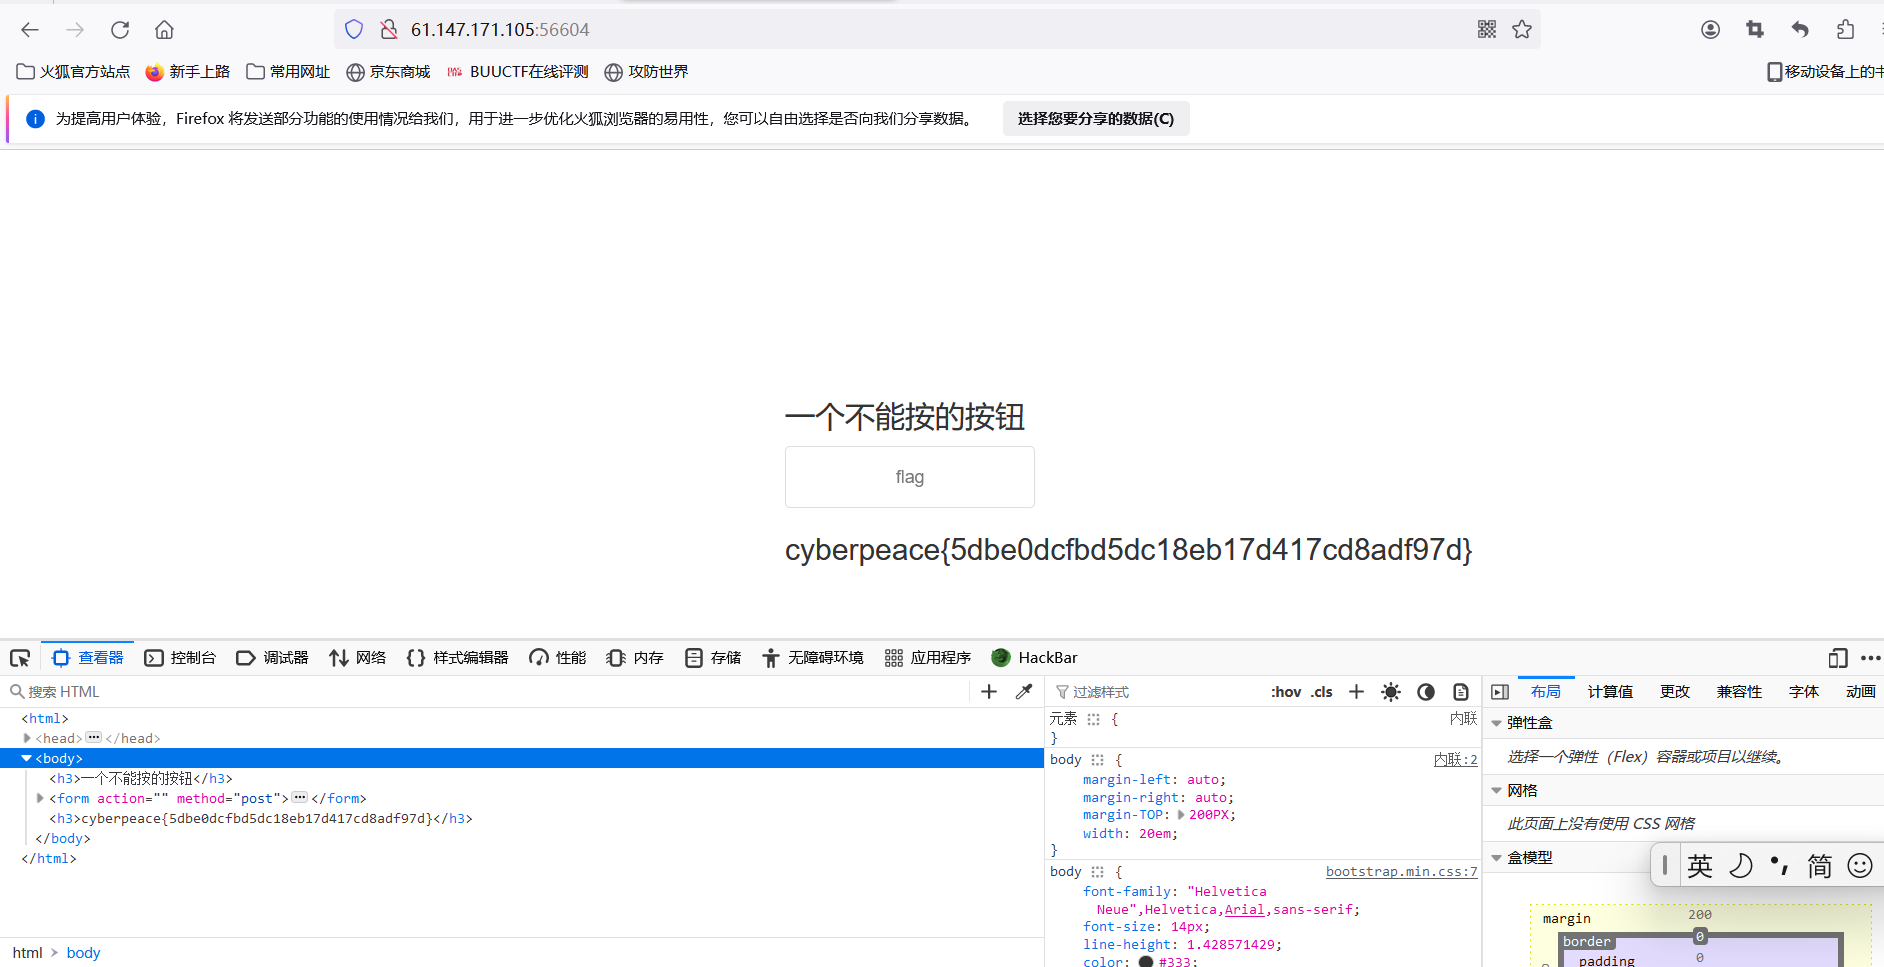 61.147.171.105:56604
火狐官方站点 新手上路 常用网址 京东商城 BUUCTF在线评测 攻防世界 移动设备上的书
为提高用户体验，Firefox 将发送部分功能的使用情况给我们，用于进一步优化火狐浏览器的易用性，您可以自由选择是否向我们分享数据。 选择您要分享的数据(C)
一个不能按的按钮
flag
cyberpeace{5dbe0dcfbd5dc18eb17d417cd8adf97d}
查看器 控制台 调试器 网络 样式编辑器 性能 内存 存储 无障碍环境 应用程序 HackBar
搜索 HTML
<html>
<head> ••• </head>
<body>
<h3>一个不能按的按钮</h3>
<form action="" method="post"> ••• </form>
<h3>cyberpeace{5dbe0dcfbd5dc18eb17d417cd8adf97d}</h3>
</body>
</html>
html > body
过滤样式 :hov .cls
元素 { 内联
}
body { 内联:2
margin-left: auto;
margin-right: auto;
margin-TOP: 200PX;
width: 20em;
}
body { bootstrap.min.css:7
font-family: "Helvetica
Neue",Helvetica,Arial,sans-serif;
font-size: 14px;
line-height: 1.428571429;
color: #333;
布局 计算值 更改 兼容性 字体 动画
弹性盒
选择一个弹性（Flex）容器或项目以继续。
网格
此页面上没有使用 CSS 网格
盒模型
英 简
margin 200
border 0
padding 0